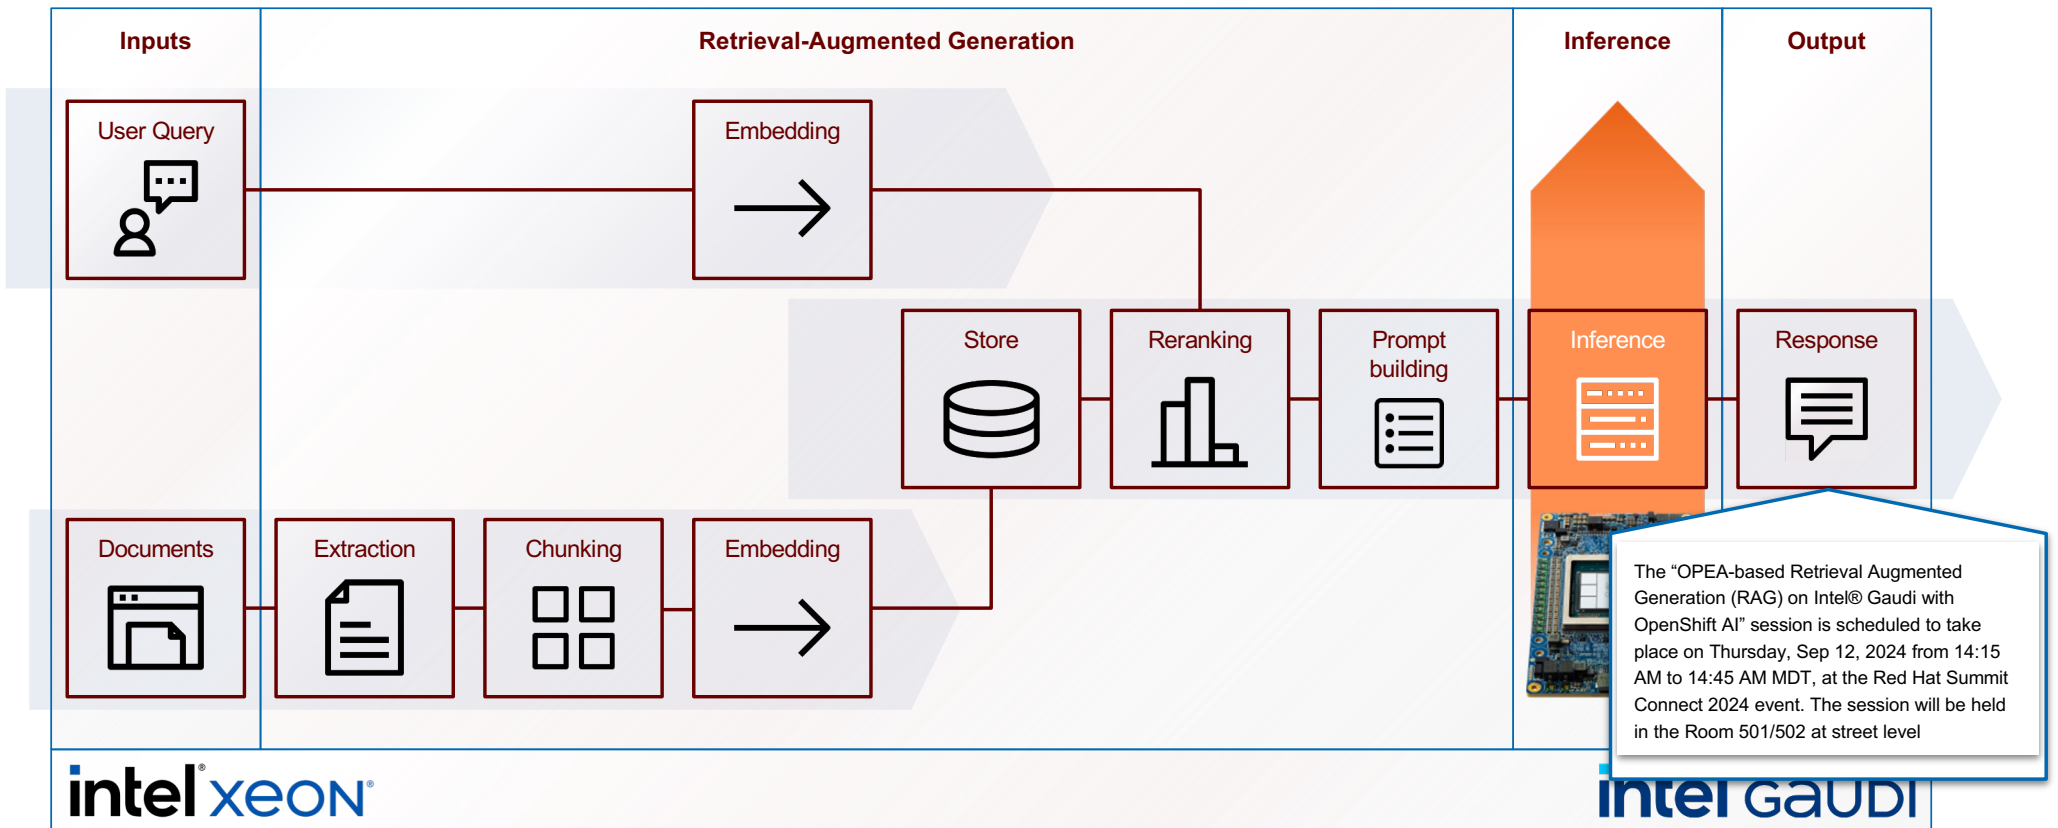 Inputs
Retrieval-Augmented Generation
Inference
Output
User Query
Embedding
Store
Reranking
Prompt
building
Inference
Response
Documents
Extraction
Chunking
Embedding
The “OPEA-based Retrieval Augmented
Generation (RAG) on Intel® Gaudi with
OpenShift AI” session is scheduled to take
place on Thursday, Sep 12, 2024 from 14:15
AM to 14:45 AM MDT, at the Red Hat Summit
Connect 2024 event. The session will be held
in the Room 501/502 at street level
intel® xeon®
intel GAUDI